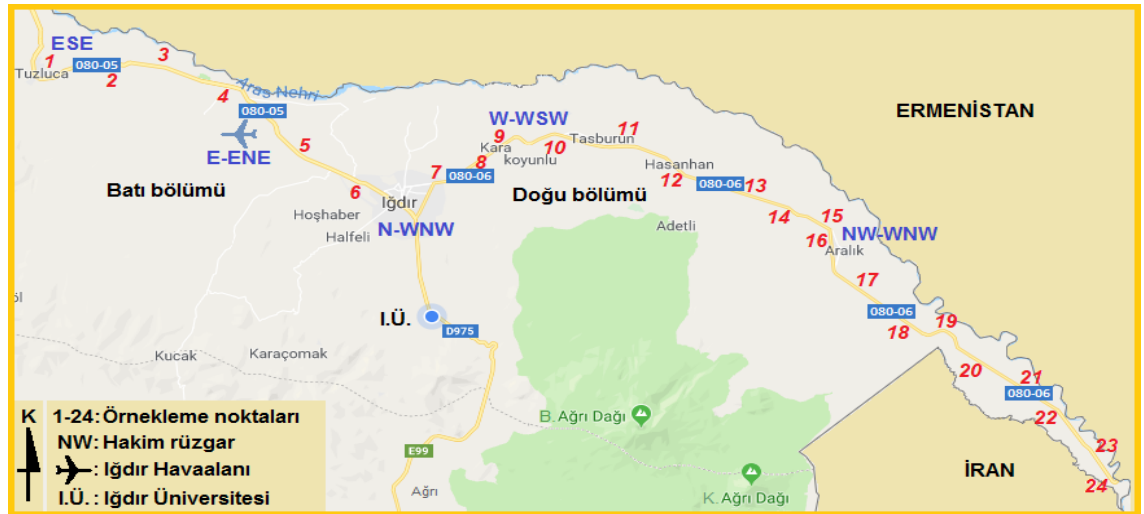 ESE
1
Tuzluca
080-05
2
3
4
Aras Nehri
080-05
E-ENE
5
Batı bölümü
6
Hoşhaber
Halfeli
Iğdır
N-WNW
7
080-06
8
W-WSW
9
Kara
koyunlu
10
Tasburun
11
Doğu bölümü
Hasanhan
12
080-06
13
Adetli
14
15
16
NW-WNW
Aralık
17
080-06
18
19
20
21
080-06
22
23
24
ERMENİSTAN
İRAN
I.Ü.
D975
öl
Kucak
Karaçomak
B. Ağrı Dağı
K. Ağrı Dağı
E99
Ağrı
K
1-24: Örnekleme noktaları
NW: Hakim rüzgar
: Iğdır Havaalanı
I.Ü. : Iğdır Üniversitesi